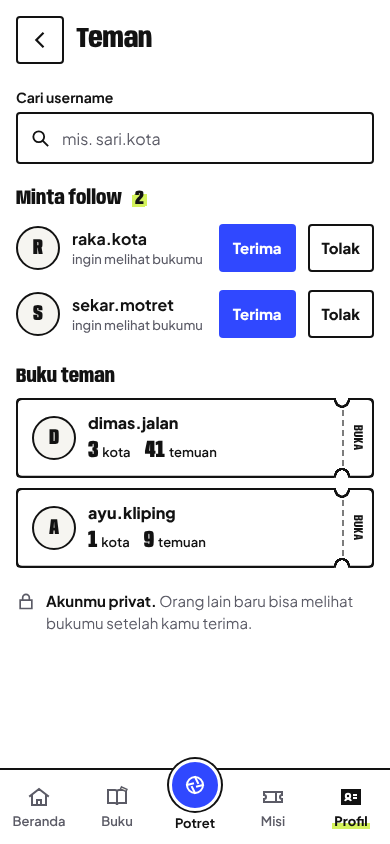 Teman
Cari username
mis. sari.kota
Minta follow 2
R
raka.kota
ingin melihat bukumu
Terima
Tolak
S
sekar.motret
ingin melihat bukumu
Terima
Tolak
Buku teman
D
dimas.jalan
3 kota 41 temuan
BUKA
A
ayu.kliping
1 kota 9 temuan
BUKA
Akunmu privat. Orang lain baru bisa melihat
bukumu setelah kamu terima.
Beranda
Buku
Potret
Misi
Profil